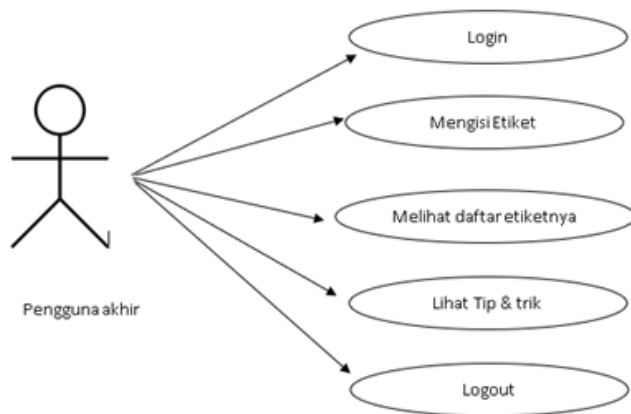 Login
Mengisi Etiket
Melihat daftar etiketnya
Lihat Tip & trik
Logout
Pengguna akhir